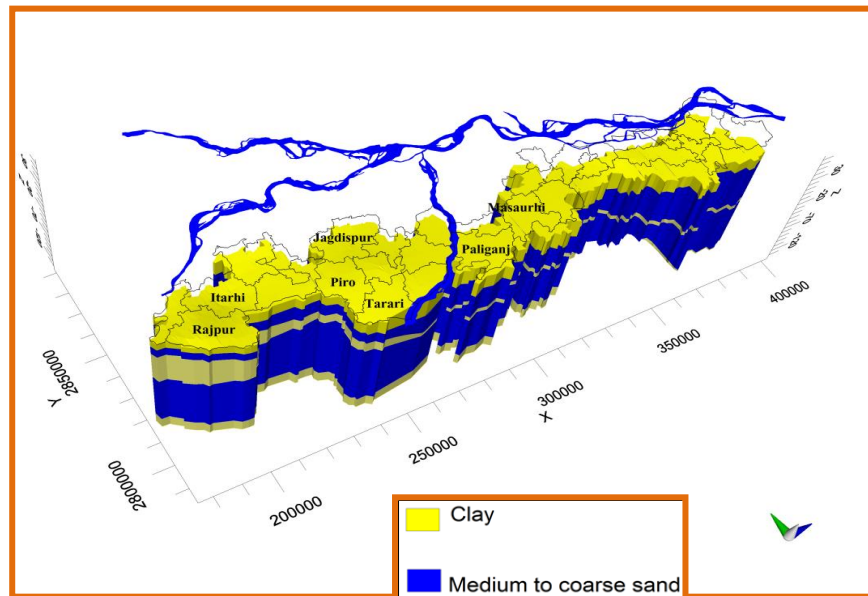 Masaurhi
Jagdispur
Paliganj
Piro
Itarhi
Tarari
Rajpur
Z
400000
350000
X
300000
250000
200000
Y
2850000
2800000
Clay
Medium to coarse sand